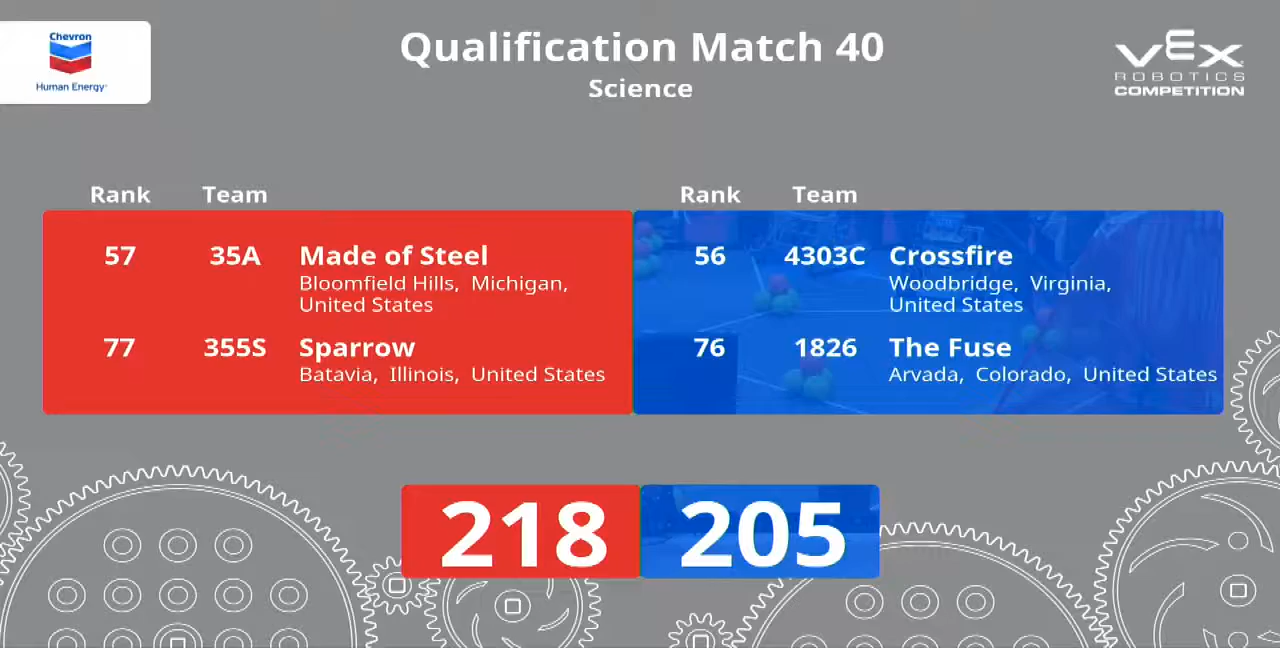 Chevron
Human Energy
Qualification Match 40
Science
VEX
ROBOTICS
COMPETITION
Rank Team
57 35A Made of Steel
Bloomfield Hills, Michigan,
United States
77 355S Sparrow
Batavia, Illinois, United States
Rank Team
56 4303C Crossfire
Woodbridge, Virginia,
United States
76 1826 The Fuse
Arvada, Colorado, United States
218 205